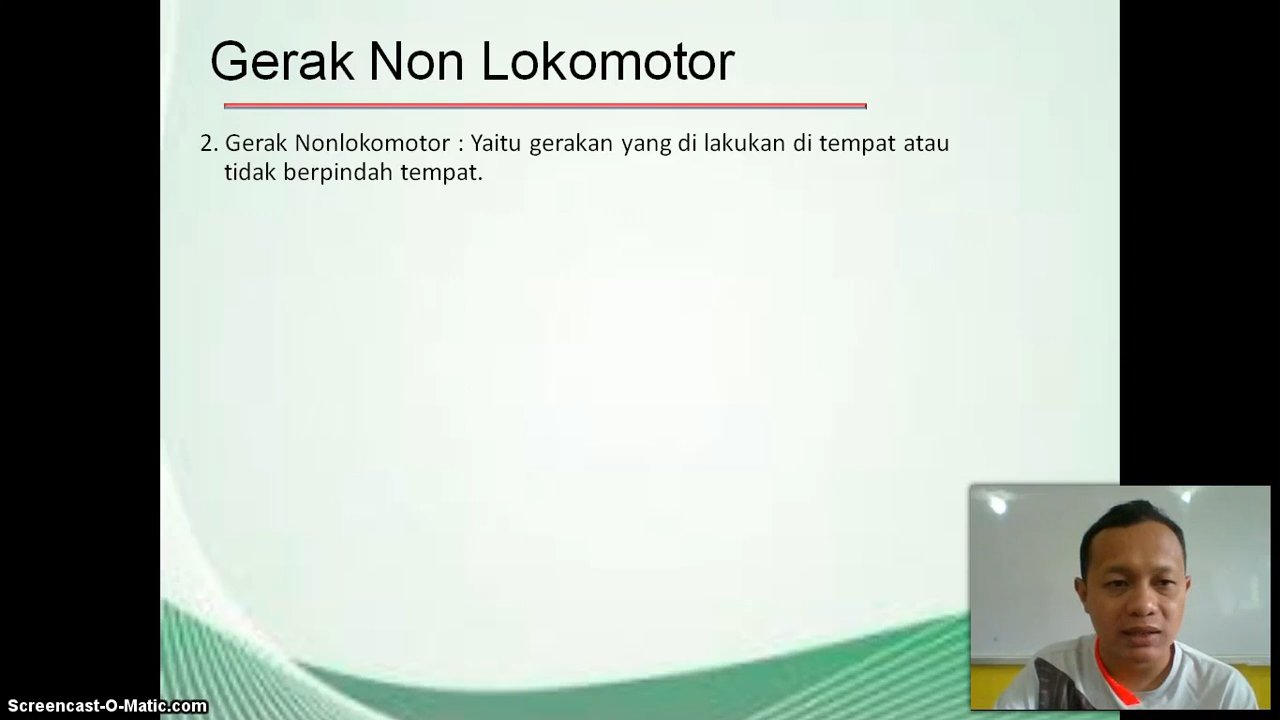 Gerak Non Lokomotor
2. Gerak Nonlokomotor : Yaitu gerakan yang di lakukan di tempat atau
tidak berpindah tempat.
Screencast-O-Matic.com